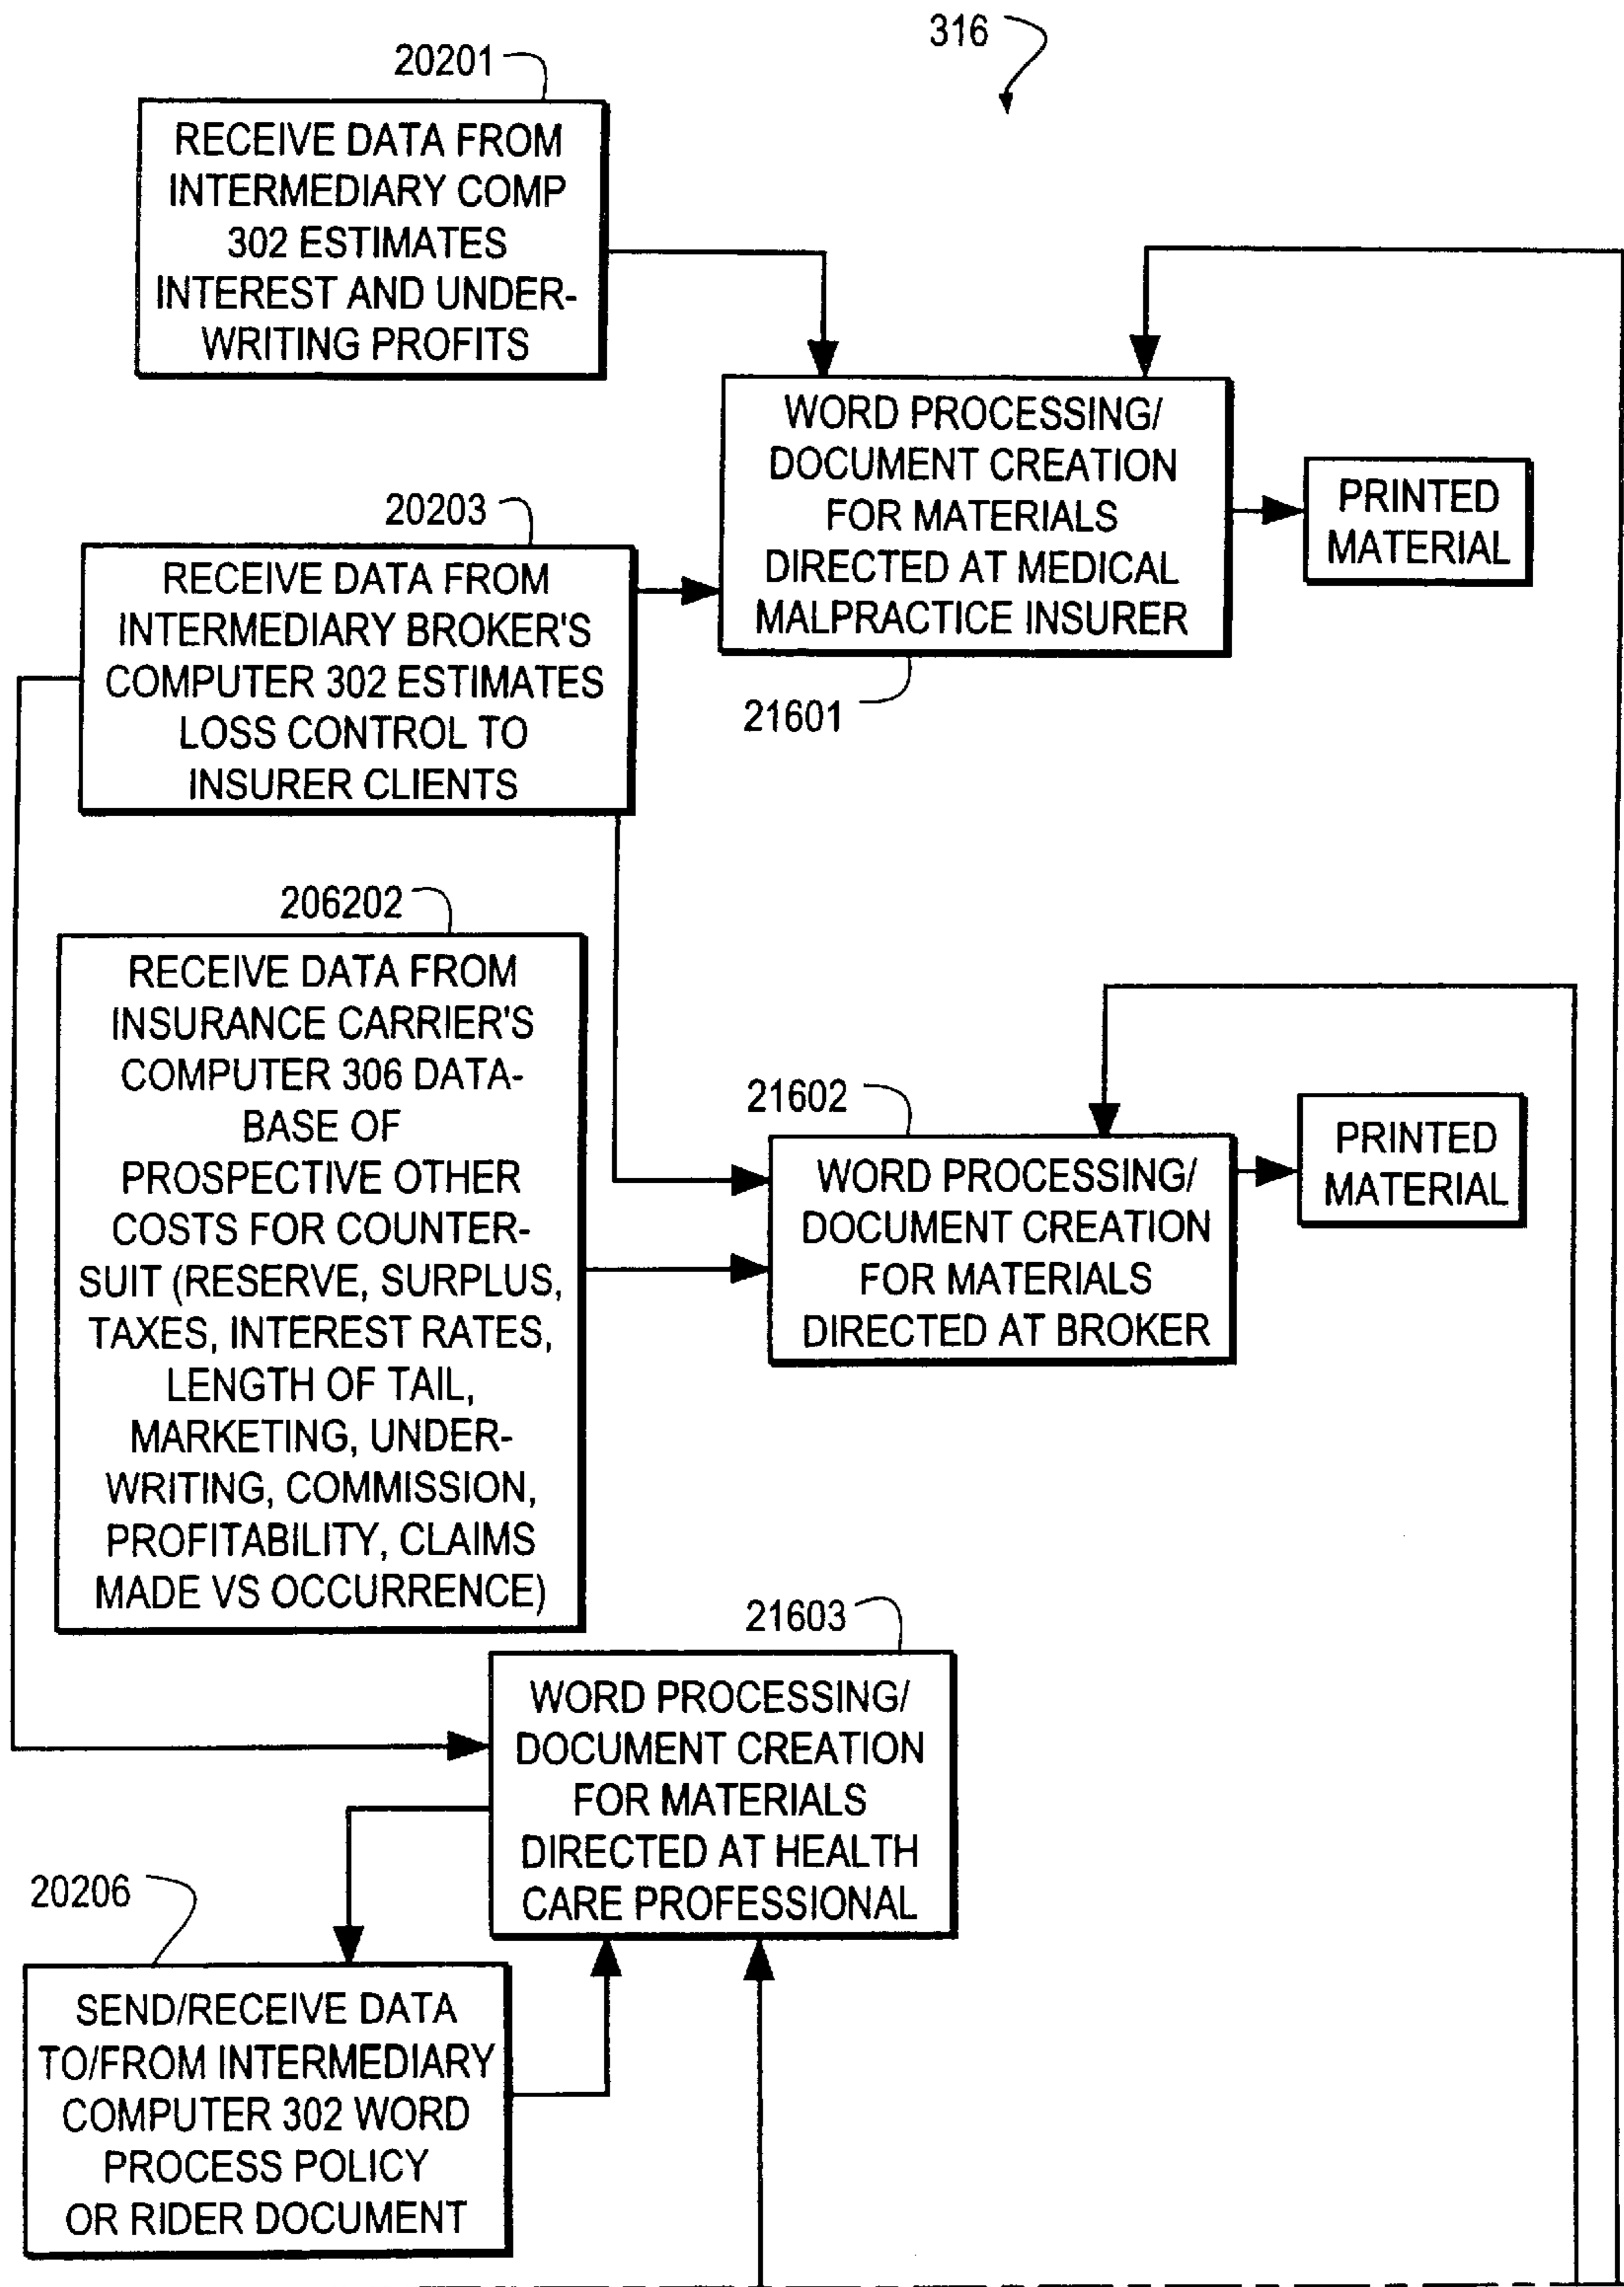 316
20201
RECEIVE DATA FROM
INTERMEDIARY COMP
302 ESTIMATES
INTEREST AND UNDER-
WRITING PROFITS
WORD PROCESSING/
DOCUMENT CREATION
FOR MATERIALS
DIRECTED AT MEDICAL
MALPRACTICE INSURER
21601
PRINTED
MATERIAL
20203
RECEIVE DATA FROM
INTERMEDIARY BROKER'S
COMPUTER 302 ESTIMATES
LOSS CONTROL TO
INSURER CLIENTS
206202
RECEIVE DATA FROM
INSURANCE CARRIER'S
COMPUTER 306 DATA-
BASE OF
PROSPECTIVE OTHER
COSTS FOR COUNTER-
SUIT (RESERVE, SURPLUS,
TAXES, INTEREST RATES,
LENGTH OF TAIL,
MARKETING, UNDER-
WRITING, COMMISSION,
PROFITABILITY, CLAIMS
MADE VS OCCURRENCE)
21602
WORD PROCESSING/
DOCUMENT CREATION
FOR MATERIALS
DIRECTED AT BROKER
PRINTED
MATERIAL
21603
WORD PROCESSING/
DOCUMENT CREATION
FOR MATERIALS
DIRECTED AT HEALTH
CARE PROFESSIONAL
20206
SEND/RECEIVE DATA
TO/FROM INTERMEDIARY
COMPUTER 302 WORD
PROCESS POLICY
OR RIDER DOCUMENT